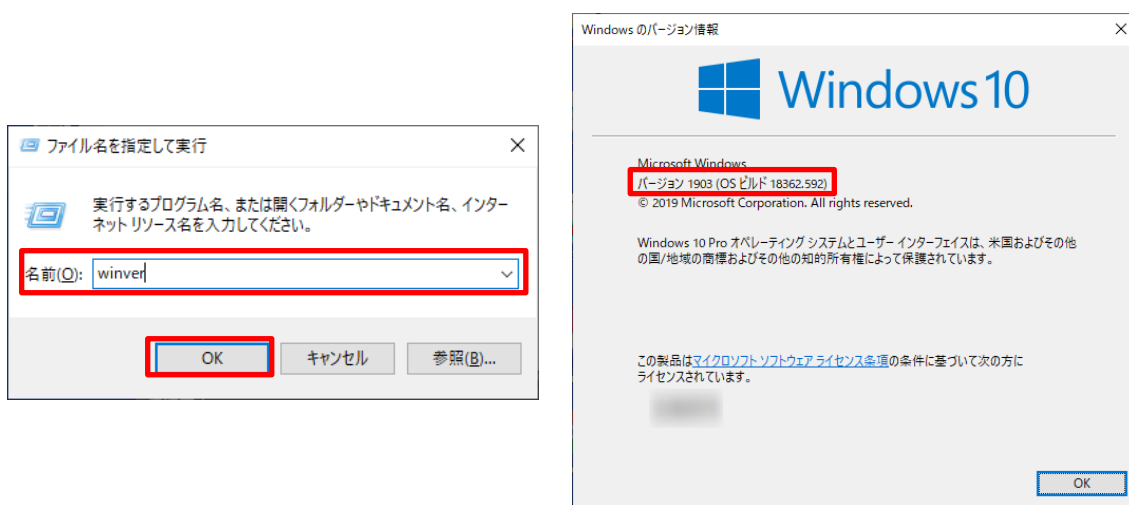 ファイル名を指定して実行
実行するプログラム名、または開くフォルダーやドキュメント名、インター
ネット リソース名を入力してください。
名前(O): winver
OK キャンセル 参照(B)...
Windows のバージョン情報
Windows 10
Microsoft Windows
バージョン 1903 (OS ビルド 18362.592)
© 2019 Microsoft Corporation. All rights reserved.
Windows 10 Pro オペレーティング システムとユーザー インターフェイスは、米国およびその他
の国/地域の商標およびその他の知的所有権によって保護されています。
この製品はマイクロソフト ソフトウェア ライセンス条項の条件に基づいて次の方に
ライセンスされています。
OK